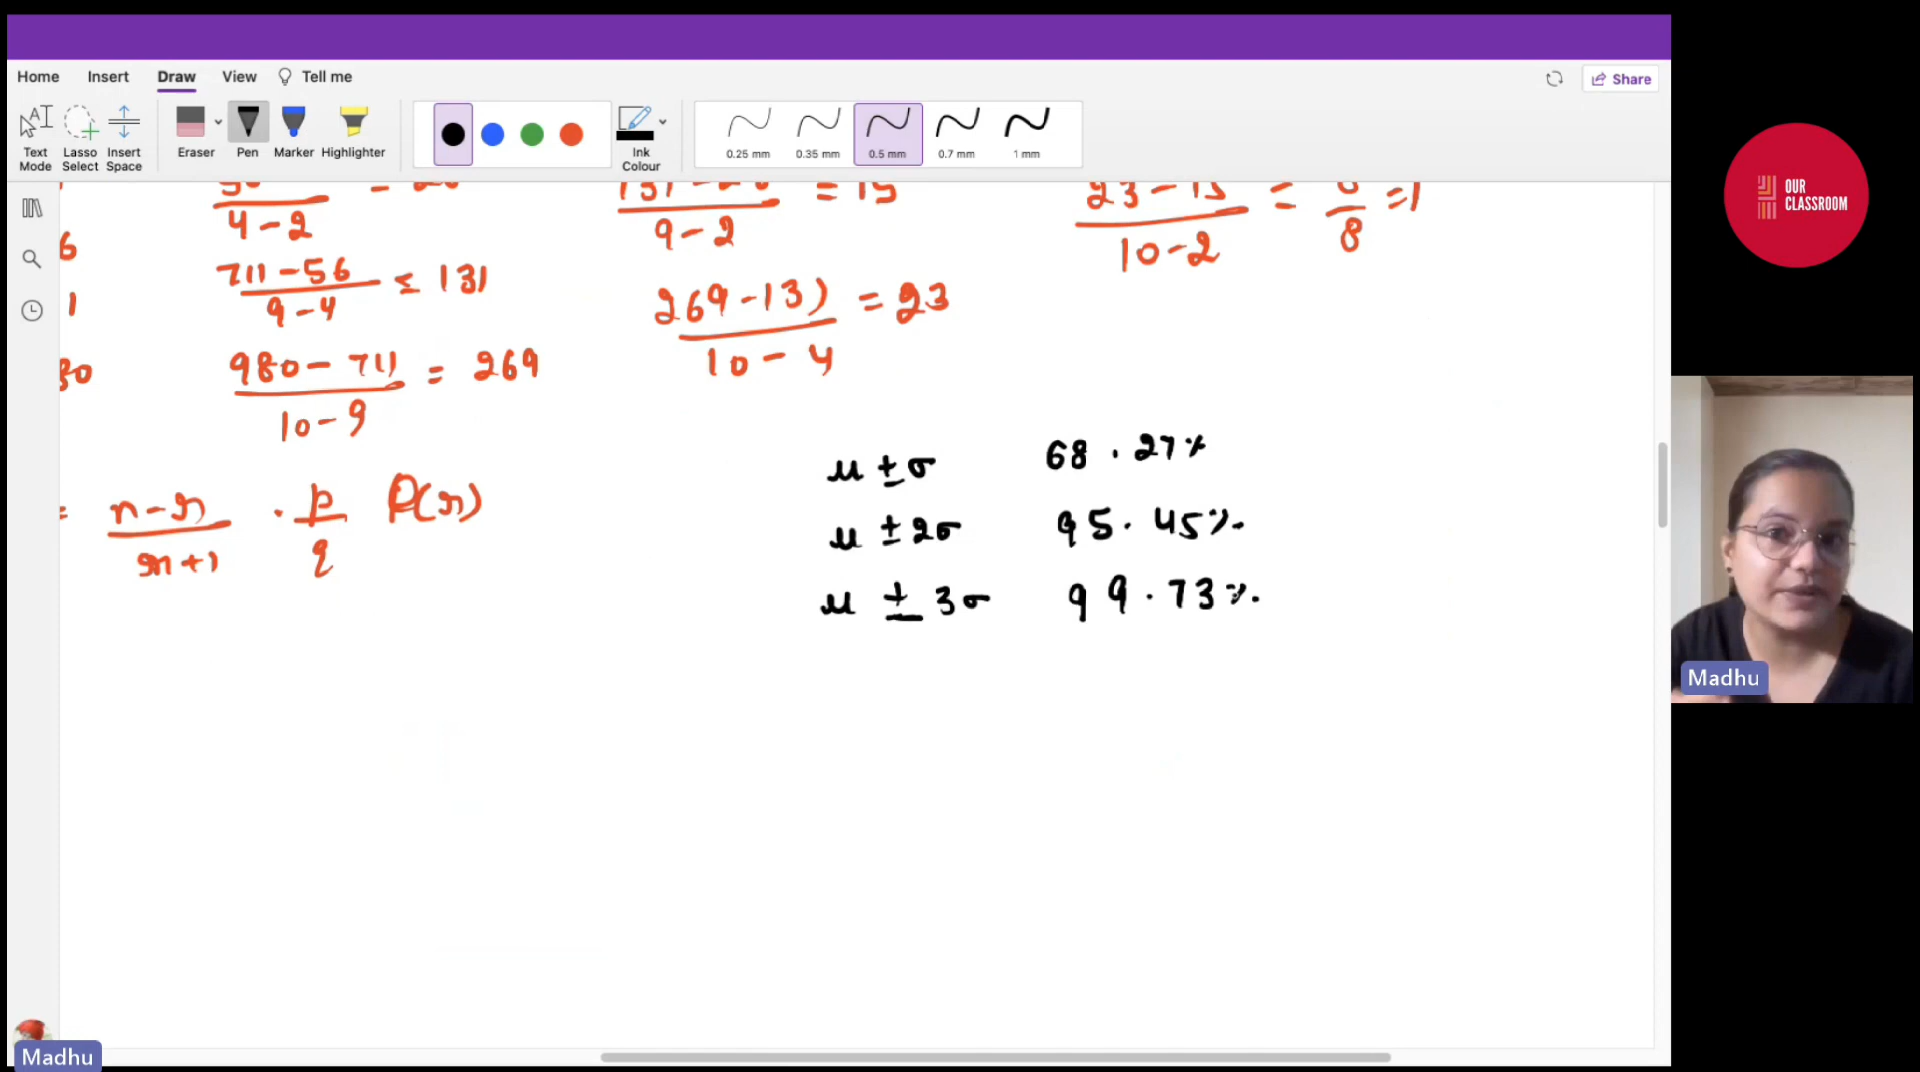 Home Insert Draw View Tell me
Share
Text Mode
Lasso Select
Insert Space
Eraser
Pen
Marker
Highlighter
Ink Colour
0.25 mm
0.35 mm
0.5 mm
0.7 mm
1 mm
OUR CLASSROOM
4-2
9-2 = 15
23-15 / 10-2 = /8 = 1
6
711-56 / 9-4 = 131
1
269-131 / 10-4 = 23
980-711 / 10-9 = 269
30
= n-r / r+1 . p/q P(r)
μ ± σ 68.27%
μ ± 2σ 95.45%
μ ± 3σ 99.73%
Madhu
Madhu